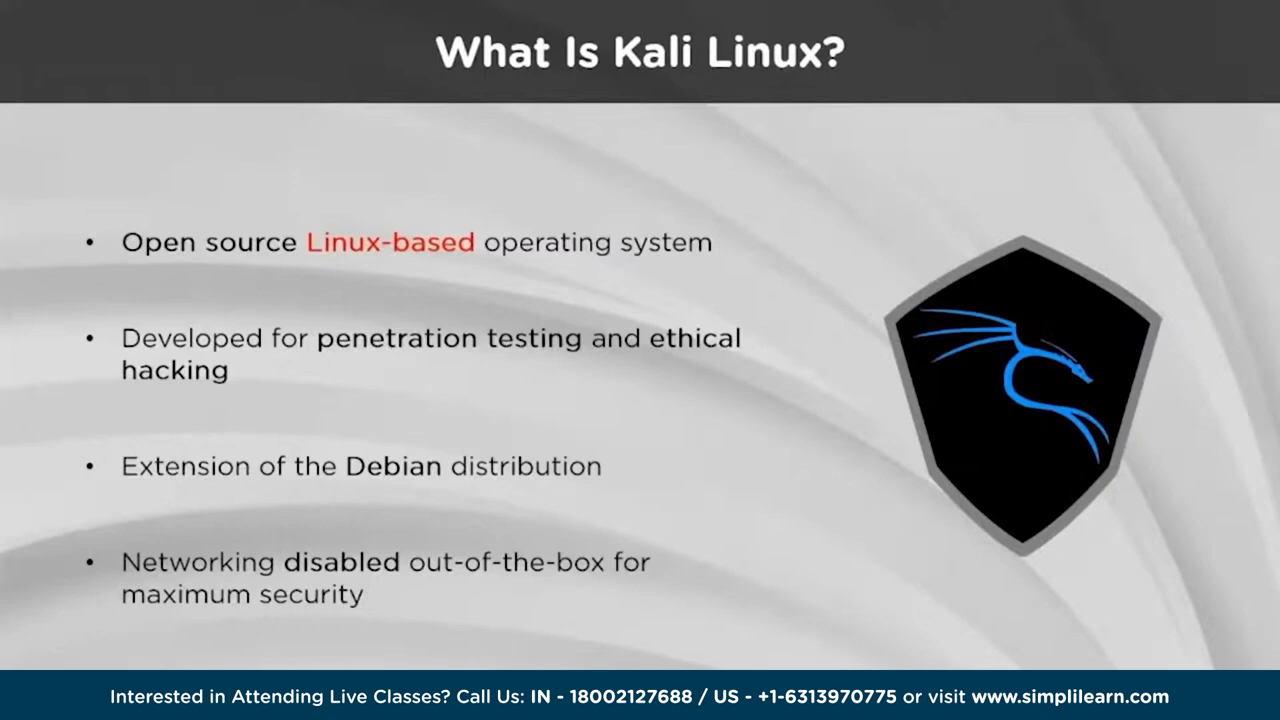 What Is Kali Linux?
• Open source Linux-based operating system
• Developed for penetration testing and ethical
hacking
• Extension of the Debian distribution
• Networking disabled out-of-the-box for
maximum security
Interested in Attending Live Classes? Call Us: IN - 18002127688 / US - +1-6313970775 or visit www.simplilearn.com